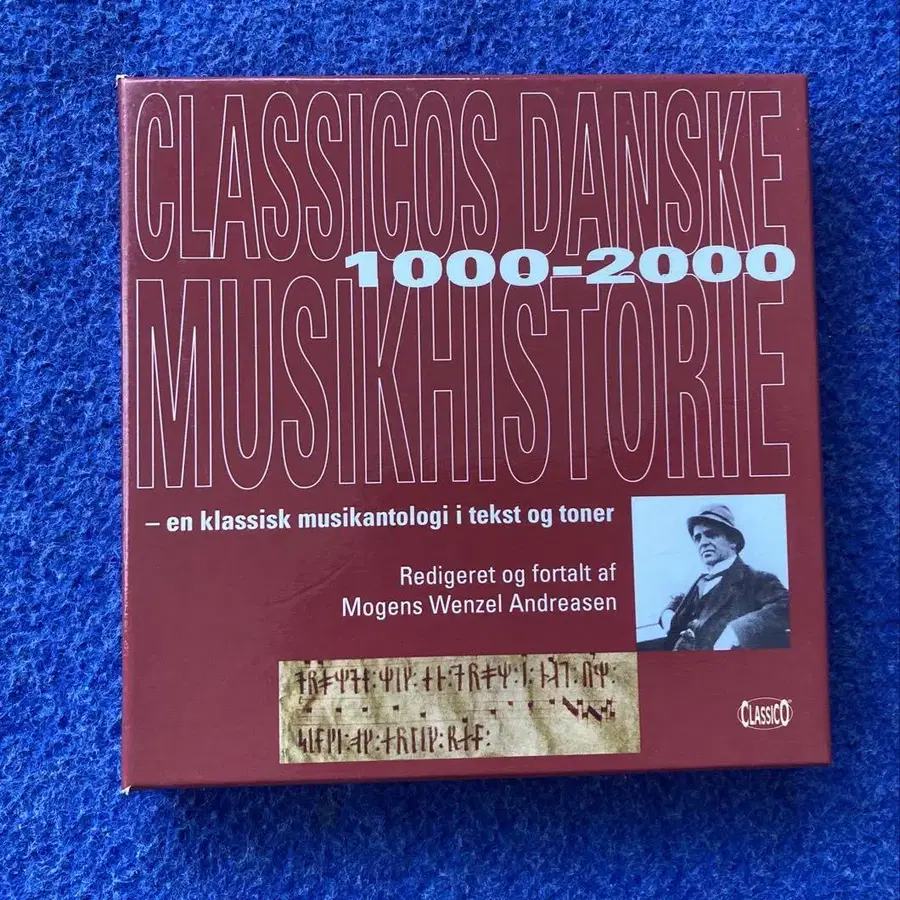 CLASSICOS DANSKE
1000-2000
MUSIKHISTORIE
– en klassisk musikantologi i tekst og toner
Redigeret og fortalt af
Mogens Wenzel Andreasen
CLASSICO